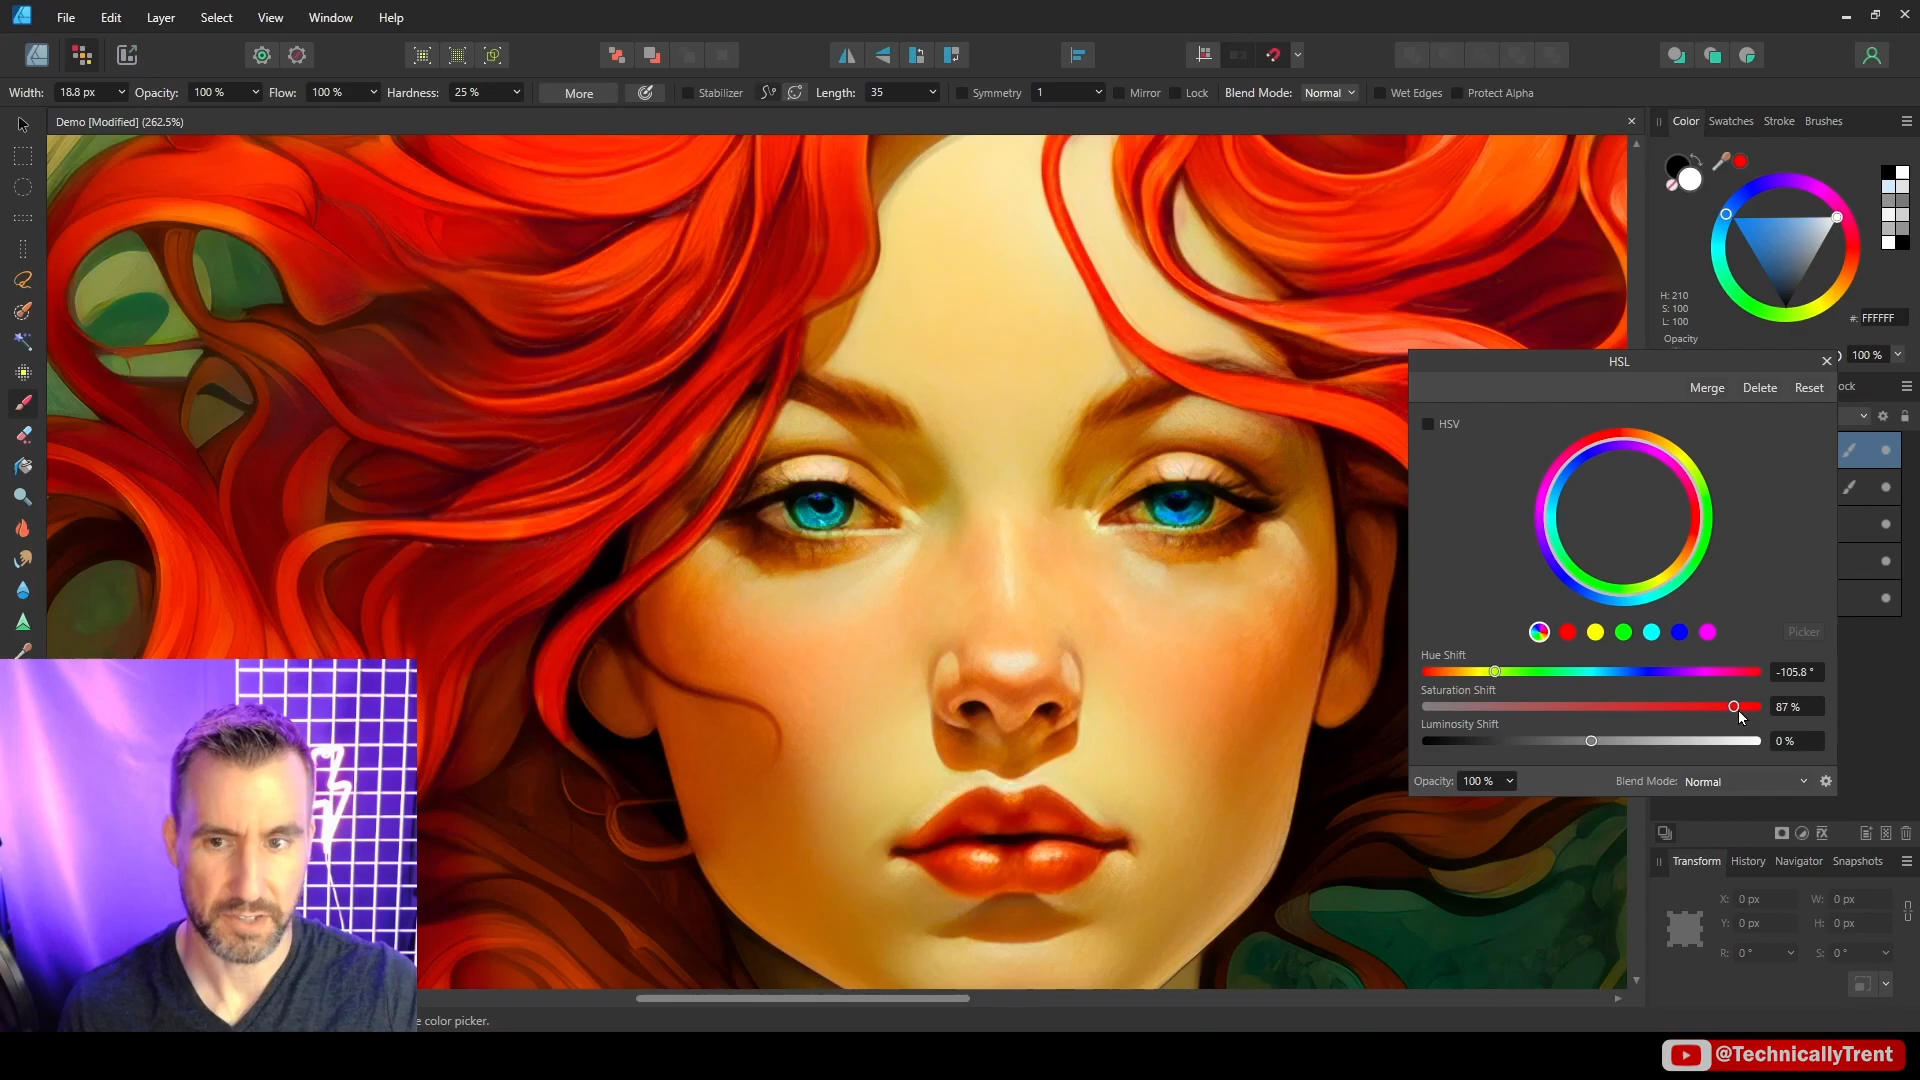 File Edit Layer Select View Window Help
Width: 18.8 px Opacity: 100 % Flow: 100 % Hardness: 25 % More Stabilizer Length: 35 Symmetry 1 Mirror Lock Blend Mode: Normal Wet Edges Protect Alpha
Demo [Modified] (262.5%)
Color Swatches Stroke Brushes
H: 210
S: 100
L: 100
#: FFFFFF
Opacity
100 %
HSL
Merge Delete Reset
ock
HSV
Picker
Hue Shift
-105.8 °
Saturation Shift
87 %
Luminosity Shift
0 %
Opacity: 100 % Blend Mode: Normal
FX
Transform History Navigator Snapshots
X: 0 px W: 0 px
Y: 0 px H: 0 px
R: 0 ° S: 0 °
e color picker.
@TechnicallyTrent